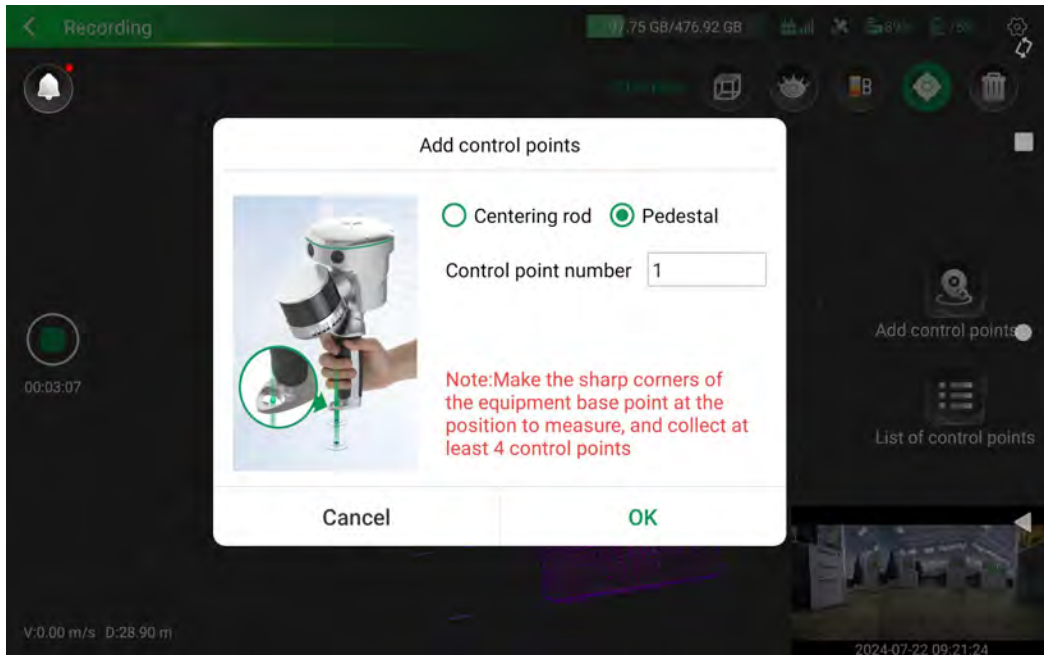 Recording
97.75 GB/476.92 GB
Add control points
Centering rod
Pedestal
Control point number
1
Note:Make the sharp corners of
the equipment base point at the
position to measure, and collect at
least 4 control points
Cancel
OK
B
00:03:07
Add control points
List of control points
V:0.00 m/s D:28.90 m
2024-07-22 09:21:24